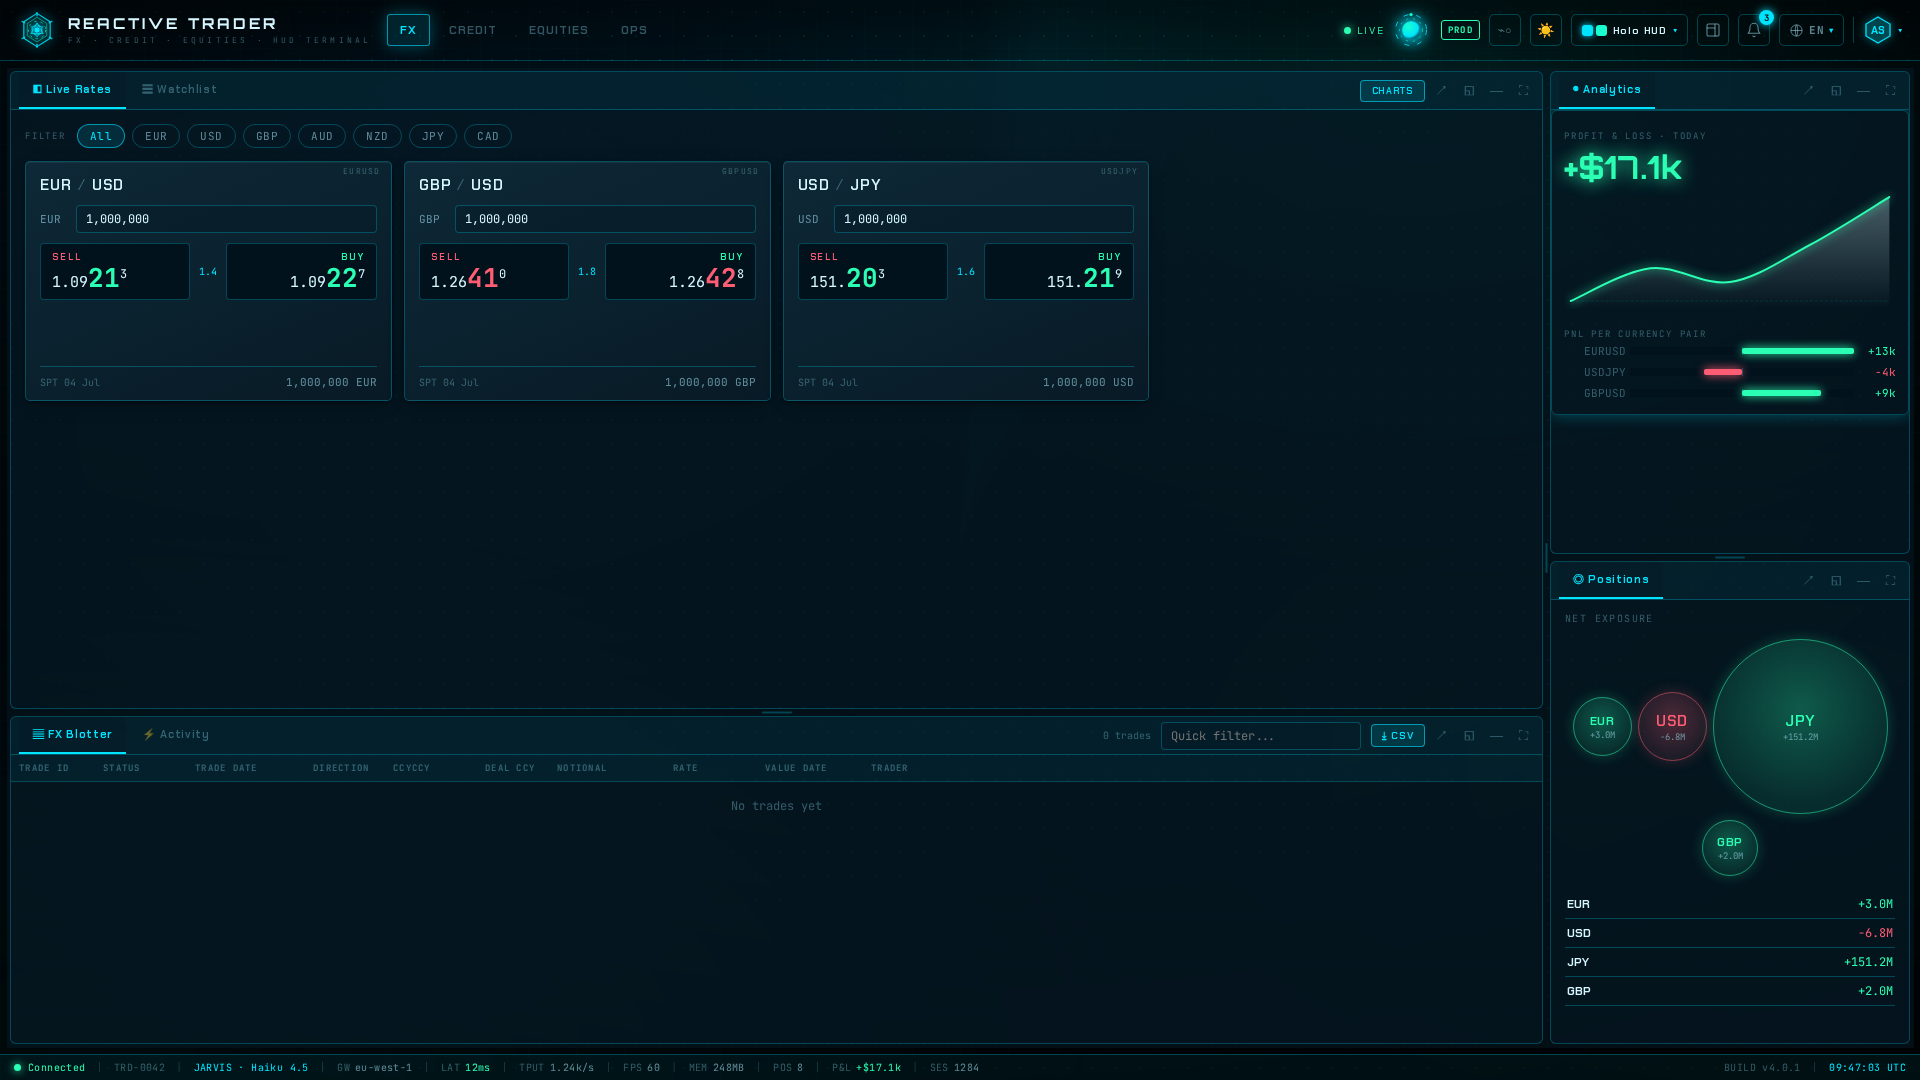 REACTIVE TRADER
FX · CREDIT · EQUITIES · HUD TERMINAL
FX CREDIT EQUITIES OPS
LIVE PROD Holo HUD 3 EN AS
Live Rates Watchlist CHARTS
FILTER All EUR USD GBP AUD NZD JPY CAD
EURUSD
EUR / USD
EUR 1,000,000
SELL BUY
1.09213 1.4 1.09227
SPT 04 Jul 1,000,000 EUR
GBPUSD
GBP / USD
GBP 1,000,000
SELL BUY
1.26410 1.8 1.26428
SPT 04 Jul 1,000,000 GBP
USDJPY
USD / JPY
USD 1,000,000
SELL BUY
151.203 1.6 151.219
SPT 04 Jul 1,000,000 USD
Analytics
PROFIT & LOSS · TODAY
+$17.1k
PNL PER CURRENCY PAIR
EURUSD +13k
USDJPY -4k
GBPUSD +9k
Positions
NET EXPOSURE
EUR
+3.0M
USD
-6.8M
JPY
+151.2M
GBP
+2.0M
EUR +3.0M
USD -6.8M
JPY +151.2M
GBP +2.0M
FX Blotter Activity 0 trades Quick filter... CSV
TRADE ID STATUS TRADE DATE DIRECTION CCYCCY DEAL CCY NOTIONAL RATE VALUE DATE TRADER
No trades yet
Connected TRD-0042 JARVIS · Haiku 4.5 GW eu-west-1 LAT 12ms TPUT 1.24k/s FPS 60 MEM 248MB POS 8 P&L +$17.1k SES 1284 BUILD v4.0.1 09:47:03 UTC